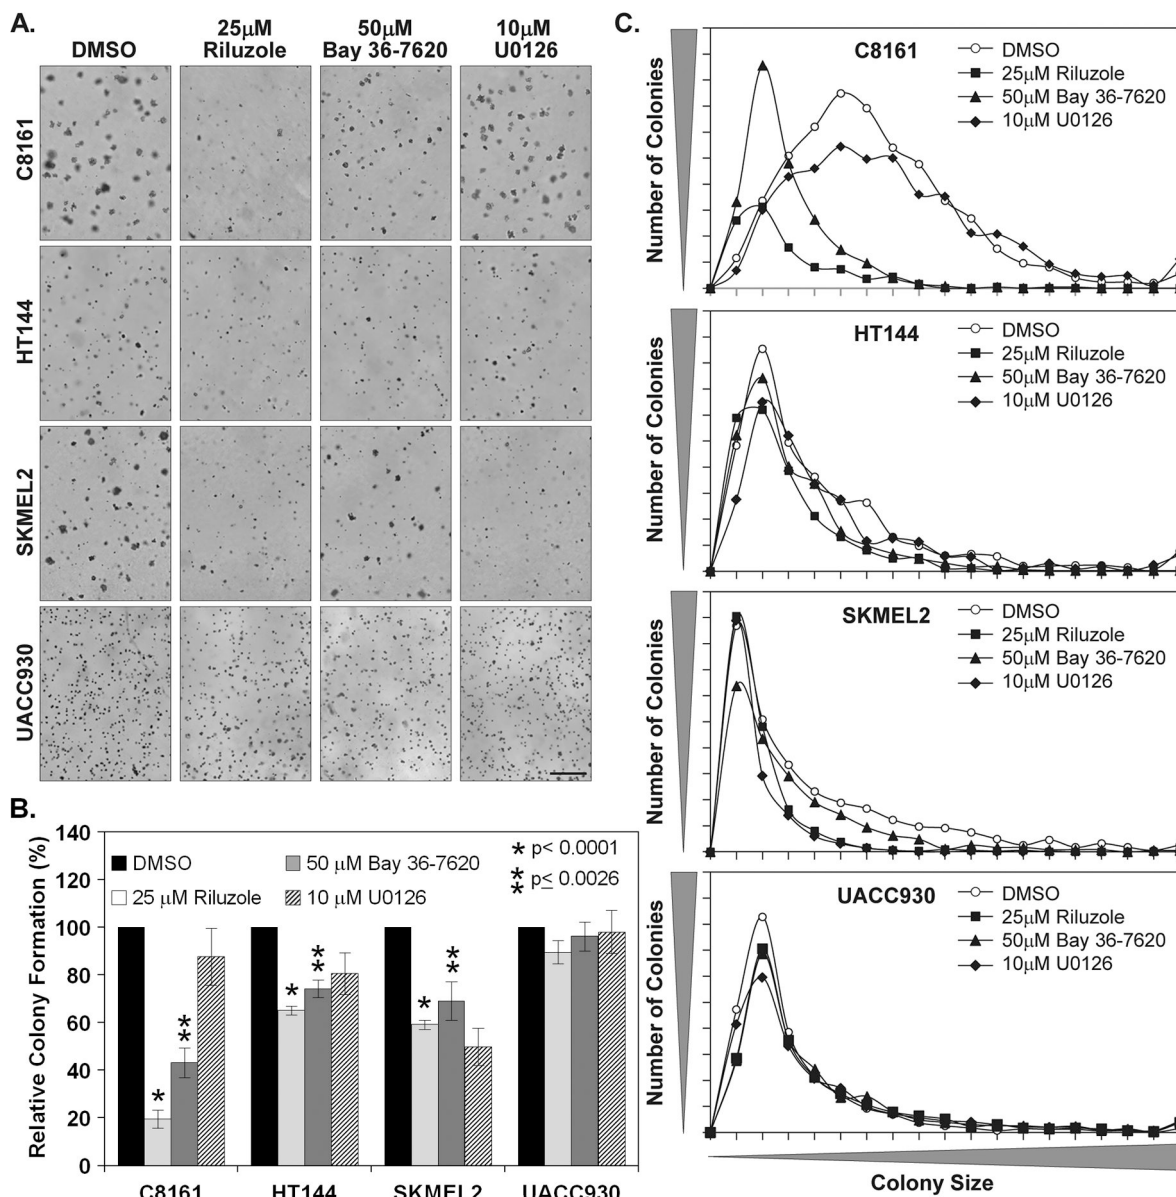 A.
DMSO
25μM
Riluzole
50μM
Bay 36-7620
10μM
U0126
C8161
HT144
SKMEL2
UACC930
B.
Relative Colony Formation (%)
140
120
100
80
60
40
20
0
DMSO
25 μM Riluzole
50 μM Bay 36-7620
10 μM U0126
* p< 0.0001
** p≤ 0.0026
*
**
*
**
*
**
C8161
HT144
SKMEL2
UACC930
C.
Number of Colonies
C8161
DMSO
25μM Riluzole
50μM Bay 36-7620
10μM U0126
Number of Colonies
HT144
DMSO
25μM Riluzole
50μM Bay 36-7620
10μM U0126
Number of Colonies
SKMEL2
DMSO
25μM Riluzole
50μM Bay 36-7620
10μM U0126
Number of Colonies
UACC930
DMSO
25μM Riluzole
50μM Bay 36-7620
10μM U0126
Colony Size